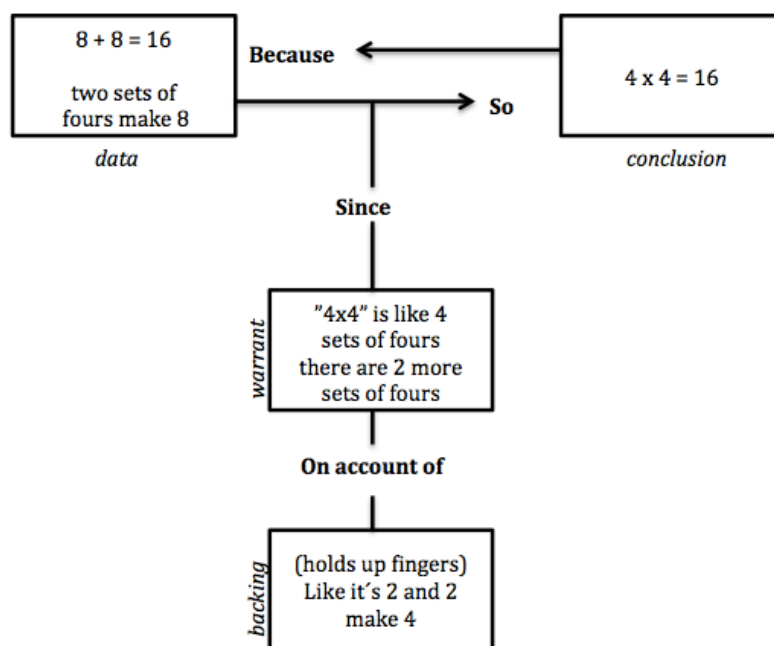 8 + 8 = 16
two sets of
fours make 8
data
Because
So
4 x 4 = 16
conclusion
Since
warrant
”4x4” is like 4
sets of fours
there are 2 more
sets of fours
On account of
backing
(holds up fingers)
Like it´s 2 and 2
make 4